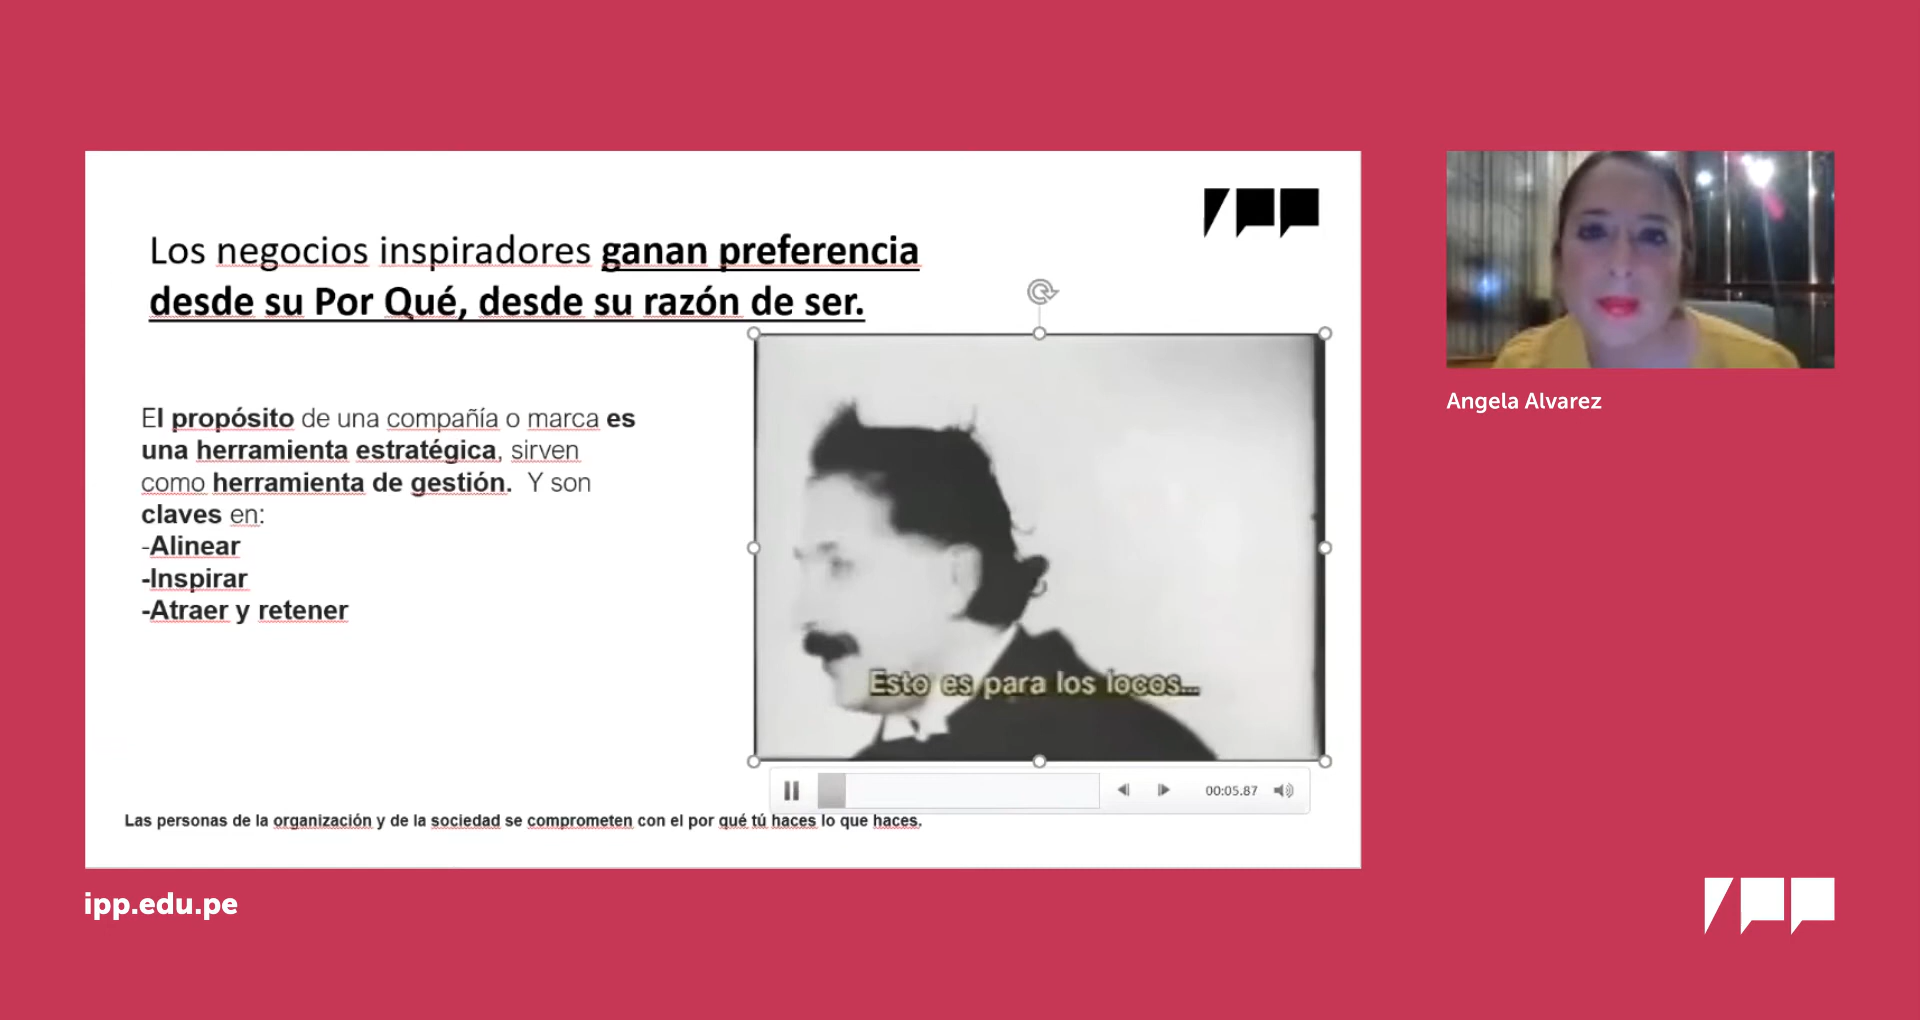 Los negocios inspiradores ganan preferencia
desde su Por Qué, desde su razón de ser.
El propósito de una compañía o marca es
una herramienta estratégica, sirven
como herramienta de gestión. Y son
claves en:
-Alinear
-Inspirar
-Atraer y retener
Esto es para los locos...
00:05.87
Las personas de la organización y de la sociedad se comprometen con el por qué tú haces lo que haces.
Angela Alvarez
ipp.edu.pe